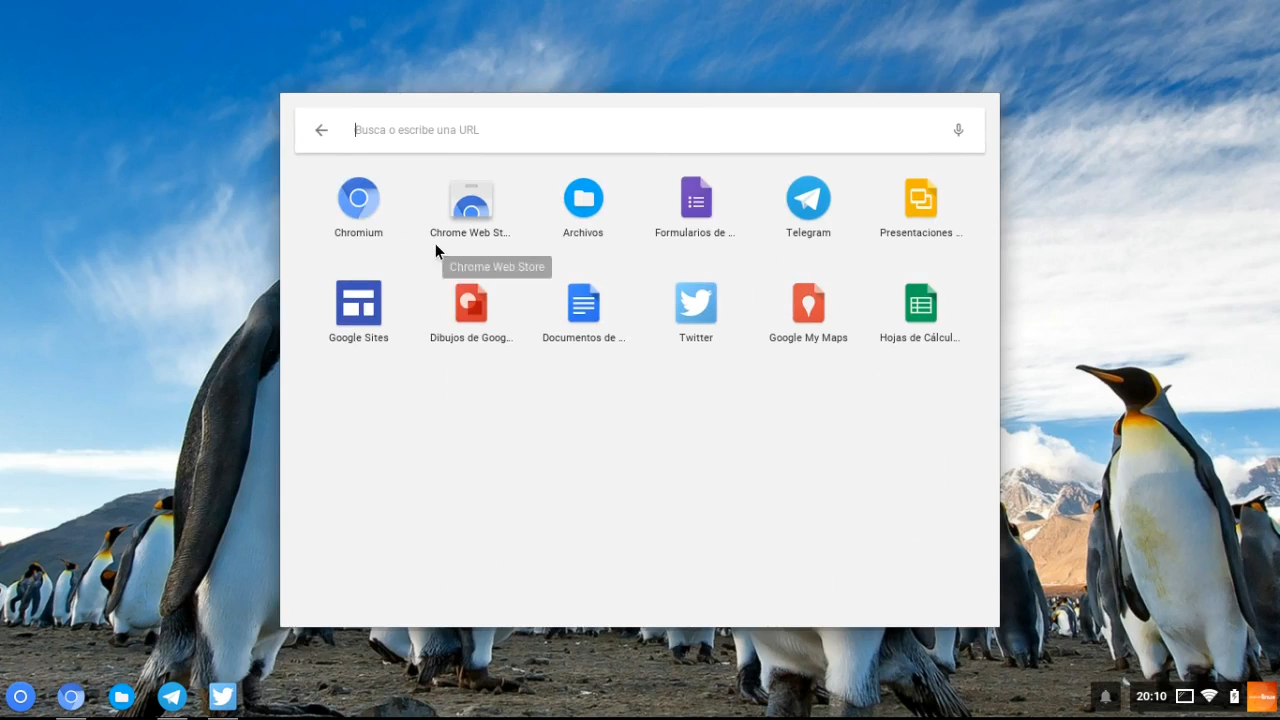 Busca o escribe una URL
Chromium
Chrome Web St...
Archivos
Formularios de ...
Telegram
Presentaciones ...
Chrome Web Store
Google Sites
Dibujos de Goog...
Documentos de ...
Twitter
Google My Maps
Hojas de Cálcul...
20:10